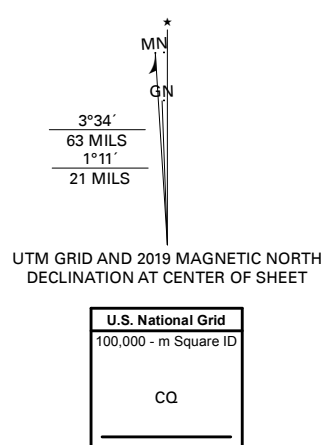 MN
GN
3°34´
63 MILS
1°11´
21 MILS
UTM GRID AND 2019 MAGNETIC NORTH
DECLINATION AT CENTER OF SHEET
U.S. National Grid
100,000 - m Square ID
CQ